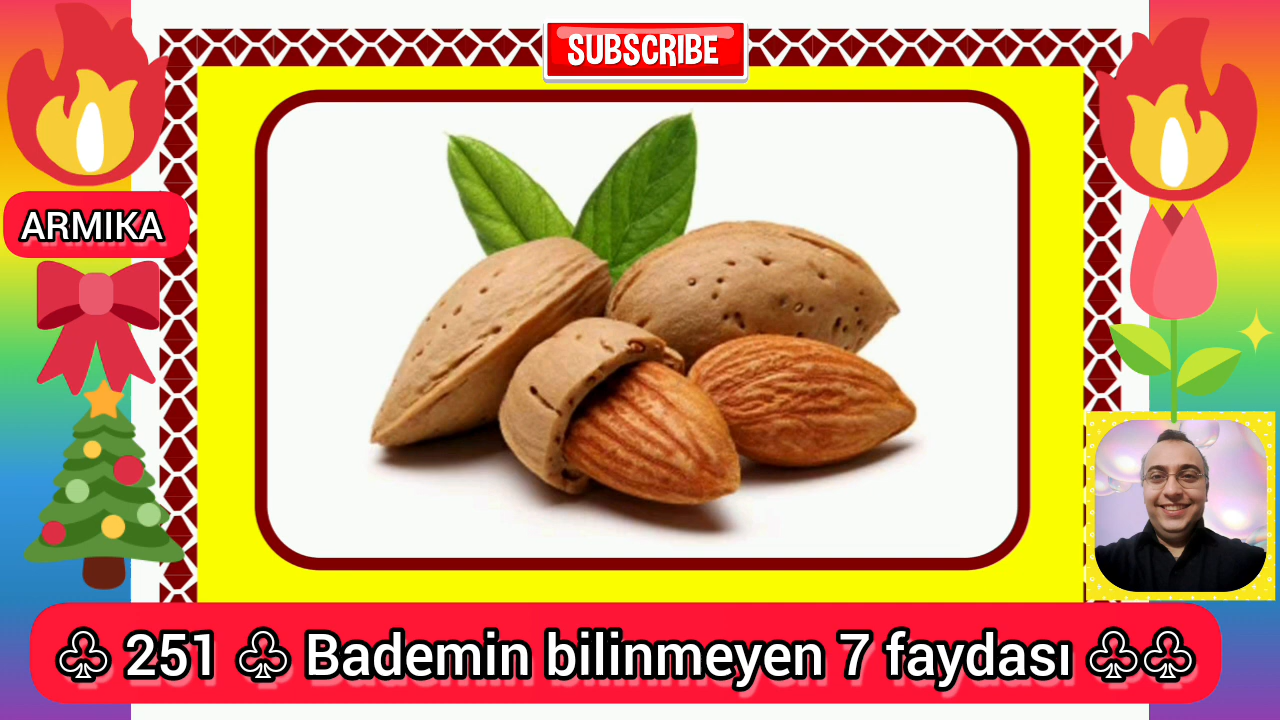 SUBSCRIBE
ARMIKA
♧ 251 ♧ Bademin bilinmeyen 7 faydası ♧♧